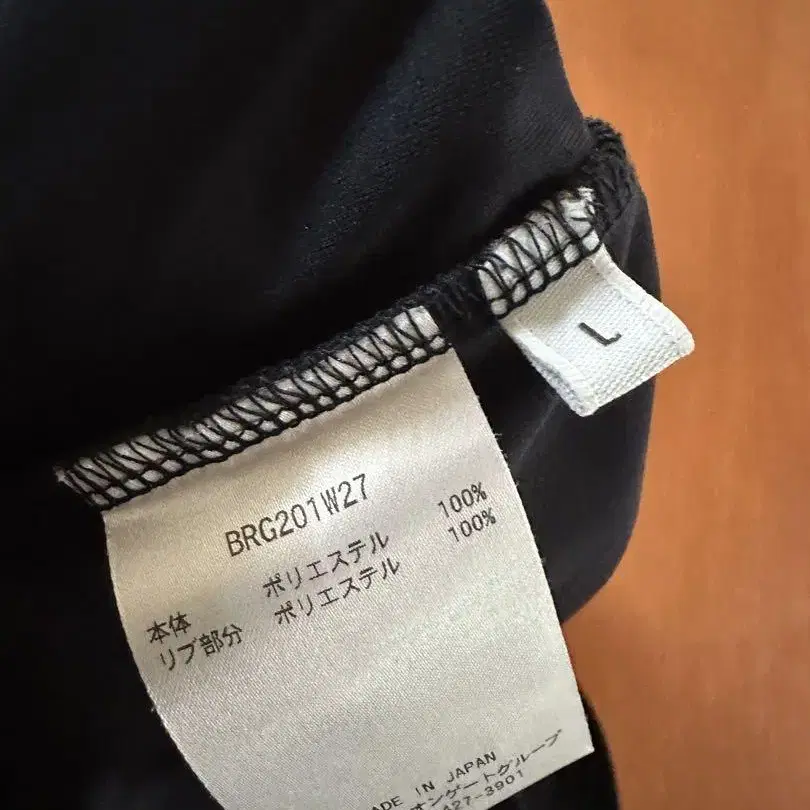 L
BRG201W27
本体 ポリエステル 100%
リブ部分 ポリエステル 100%
MADE IN JAPAN
オンゲートグループ
427-3901